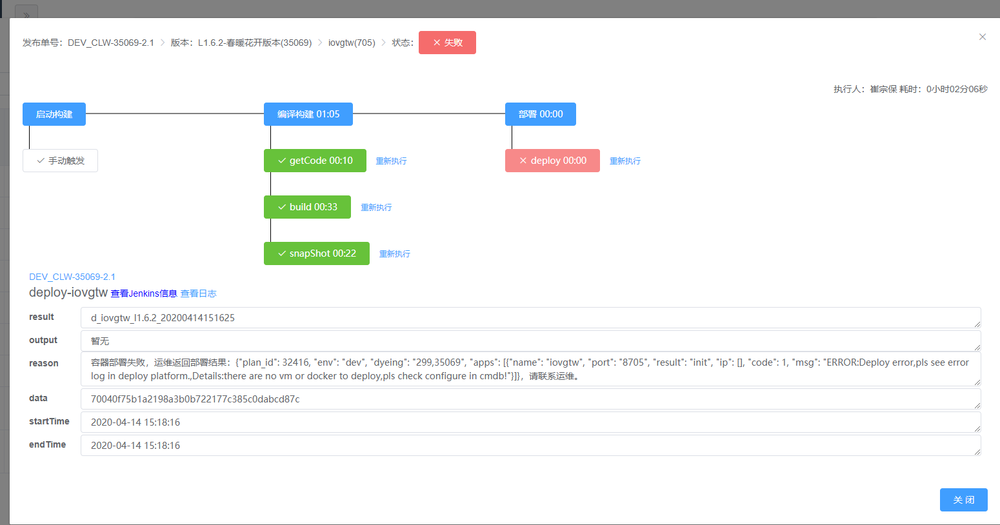 »
发布单号：DEV_CLW-35069-2.1 > 版本：L1.6.2-春暖花开版本(35069) > iovgtw(705) > 状态： × 失败
执行人：崔宗保 耗时：0小时02分06秒
启动构建 编译构建 01:05 部署 00:00
手动触发 getCode 00:10 重新执行 deploy 00:00 重新执行
build 00:33 重新执行
snapShot 00:22 重新执行
DEV_CLW-35069-2.1
deploy-iovgtw 查看Jenkins信息 查看日志
result d_iovgtw_l1.6.2_20200414151625
output 暂无
reason 容器部署失败，运维返回部署结果：{"plan_id": 32416, "env": "dev", "dyeing": "299,35069", "apps": [{"name": "iovgtw", "port": "8705", "result": "init", "ip": [], "code": 1, "msg": "ERROR:Deploy error,pls see error
log in deploy platform.,Details:there are no vm or docker to deploy,pls check configure in cmdb!"}]}，请联系运维。
data 70040f75b1a2198a3b0b722177c385c0dabcd87c
startTime 2020-04-14 15:18:16
endTime 2020-04-14 15:18:16
关 闭